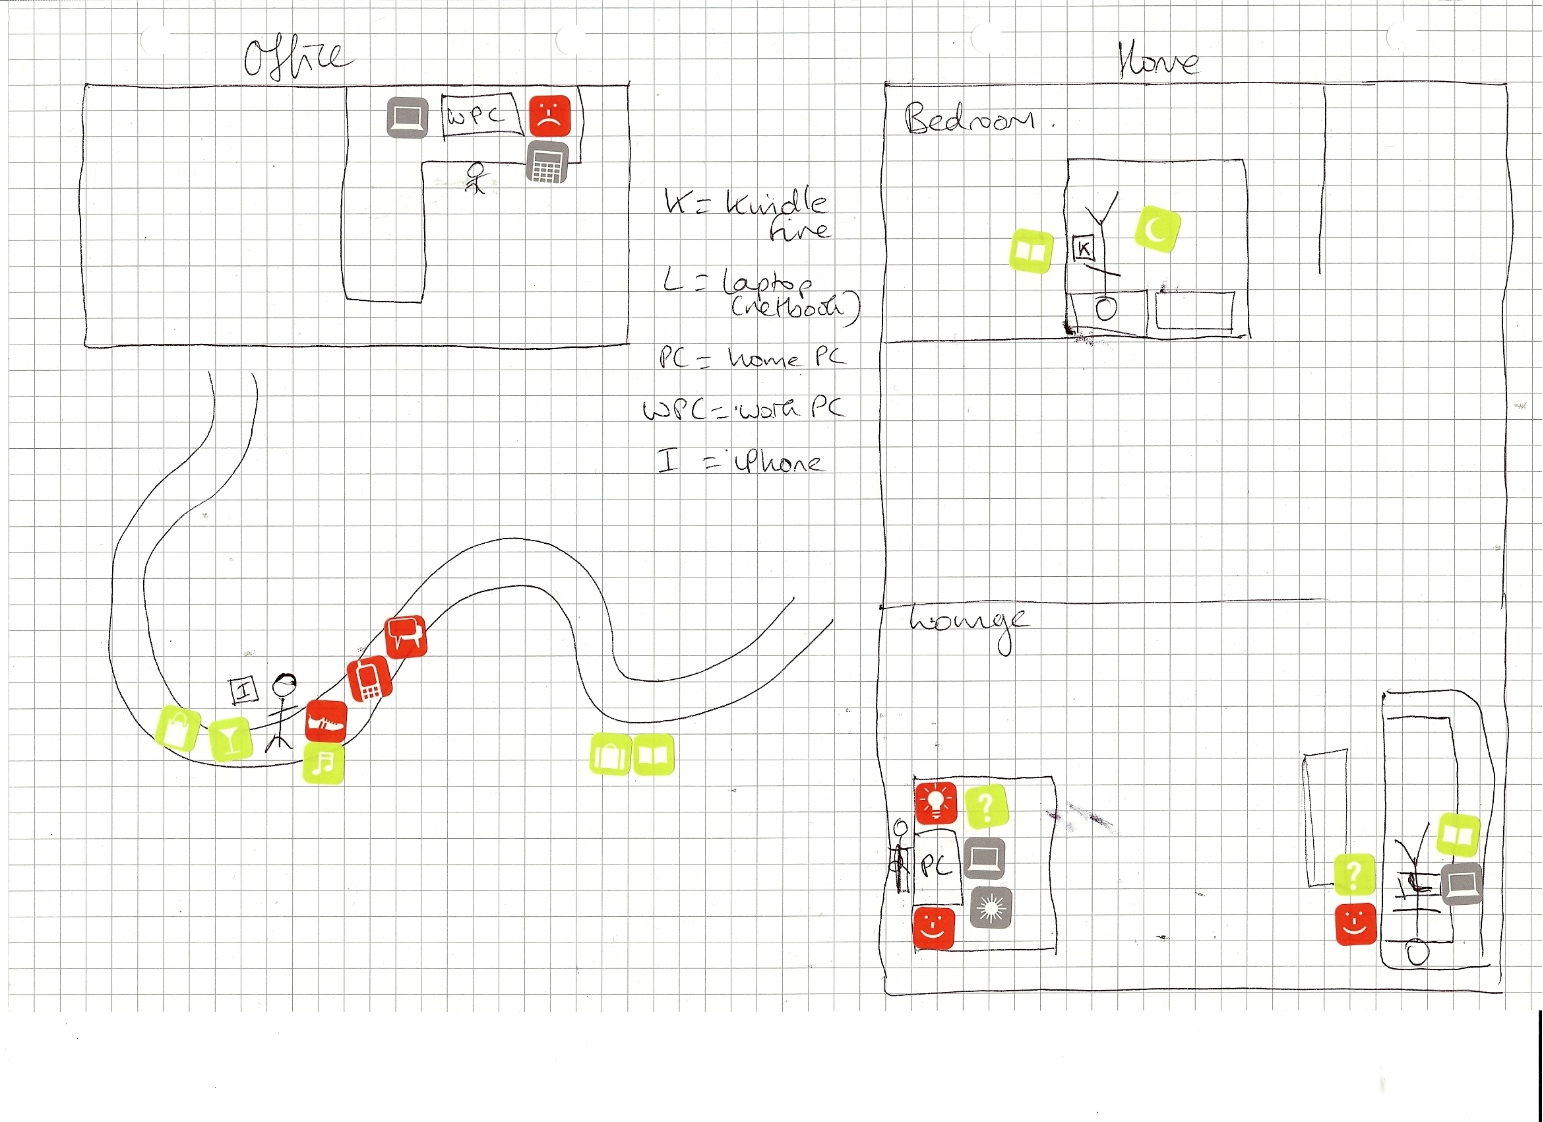 Office
WPC
K = Kindle
Fire
L = laptop
(netbook)
PC = home PC
WPC = work PC
I = iPhone
I
Home
Bedroom.
K
Lounge
?
PC
?
L